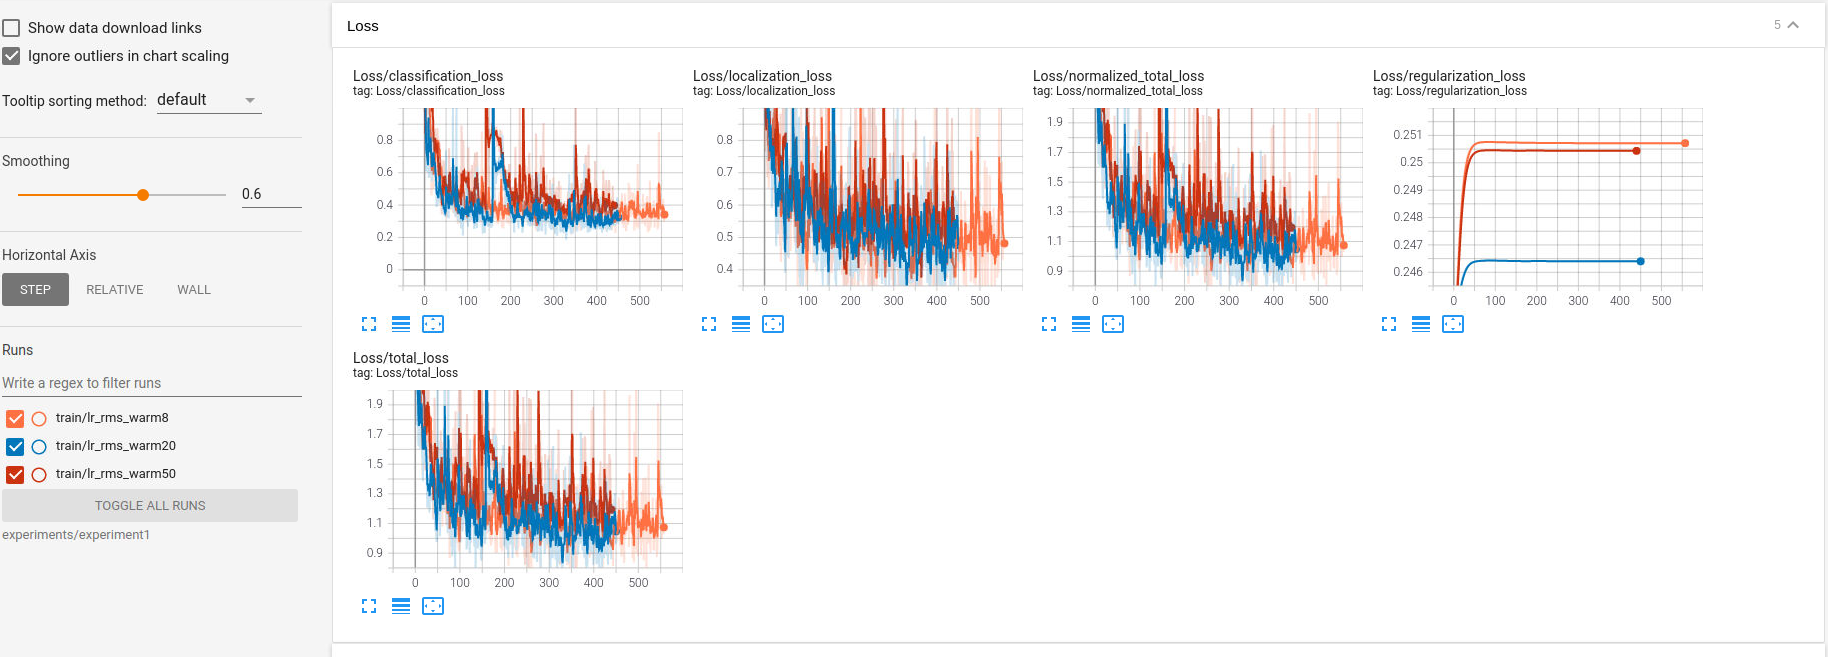 Show data download links
Ignore outliers in chart scaling
Tooltip sorting method: default
Smoothing
0.6
Horizontal Axis
STEP RELATIVE WALL
Runs
Write a regex to filter runs
train/lr_rms_warm8
train/lr_rms_warm20
train/lr_rms_warm50
TOGGLE ALL RUNS
experiments/experiment1
Loss 5
Loss/classification_loss
tag: Loss/classification_loss
0.8
0.6
0.4
0.2
0
0 100 200 300 400 500
Loss/localization_loss
tag: Loss/localization_loss
0.8
0.7
0.6
0.5
0.4
0 100 200 300 400 500
Loss/normalized_total_loss
tag: Loss/normalized_total_loss
1.9
1.7
1.5
1.3
1.1
0.9
0 100 200 300 400 500
Loss/regularization_loss
tag: Loss/regularization_loss
0.251
0.25
0.249
0.248
0.247
0.246
0 100 200 300 400 500
Loss/total_loss
tag: Loss/total_loss
1.9
1.7
1.5
1.3
1.1
0.9
0 100 200 300 400 500